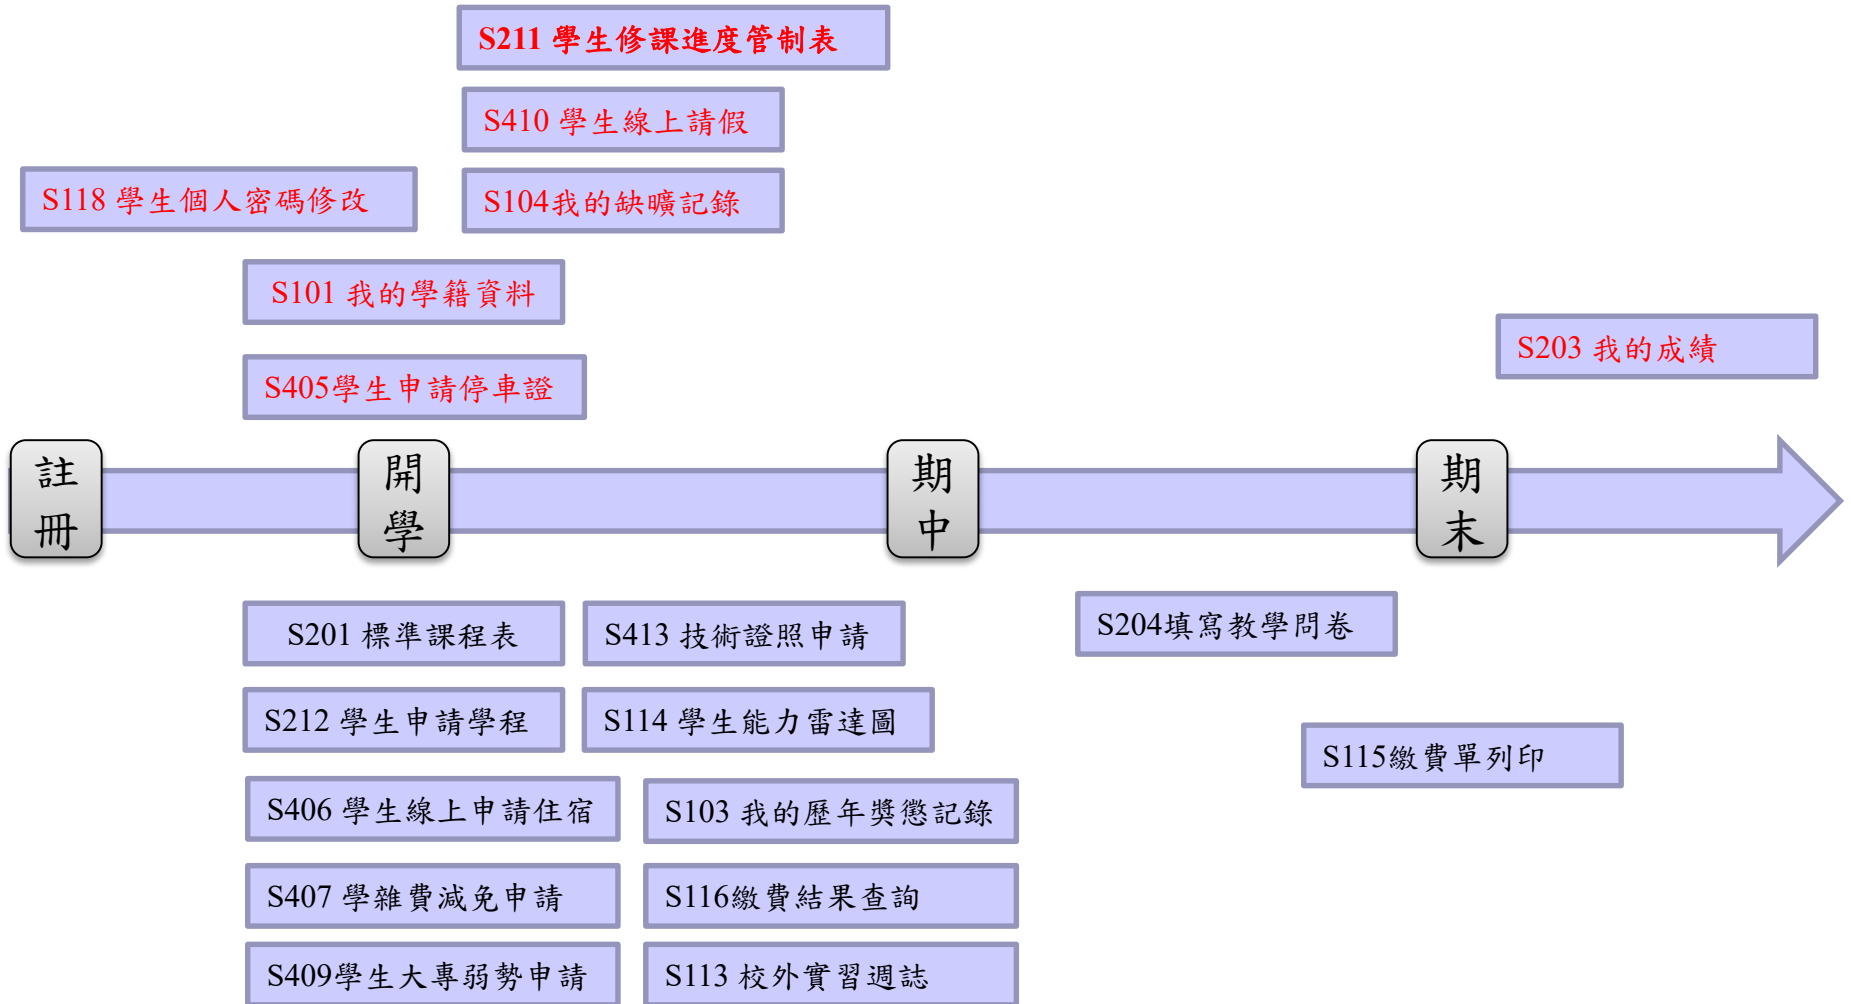 S211 學生修課進度管制表
S410 學生線上請假
S118 學生個人密碼修改
S104我的缺曠記錄
S101 我的學籍資料
S203 我的成績
S405學生申請停車證
註冊
開學
期中
期末
S201 標準課程表
S413 技術證照申請
S204填寫教學問卷
S212 學生申請學程
S114 學生能力雷達圖
S115繳費單列印
S406 學生線上申請住宿
S103 我的歷年獎懲記錄
S407 學雜費減免申請
S116繳費結果查詢
S409學生大專弱勢申請
S113 校外實習週誌